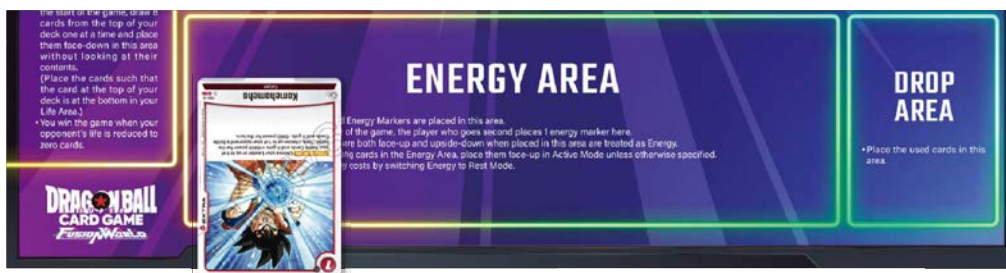 the start of the game, draw 8
cards from the top of your
deck one at a time and place
them face-down in this area
without looking at their
contents.
(Place the cards such that
the card at the top of your
deck is at the bottom in your
Life Area.)
• You win the game when your
opponent's life is reduced to
zero cards.
DRAGON BALL
CARD GAME
FUSION WORLD
Kamehameha
EXTRA
1
ENERGY AREA
d Energy Markers are placed in this area.
of the game, the player who goes second places 1 energy marker here.
are both face-up and upside-down when placed in this area are treated as Energy.
ng cards in the Energy Area, place them face-up in Active Mode unless otherwise specified.
y costs by switching Energy to Rest Mode.
DROP
AREA
• Place the used cards in this
area.